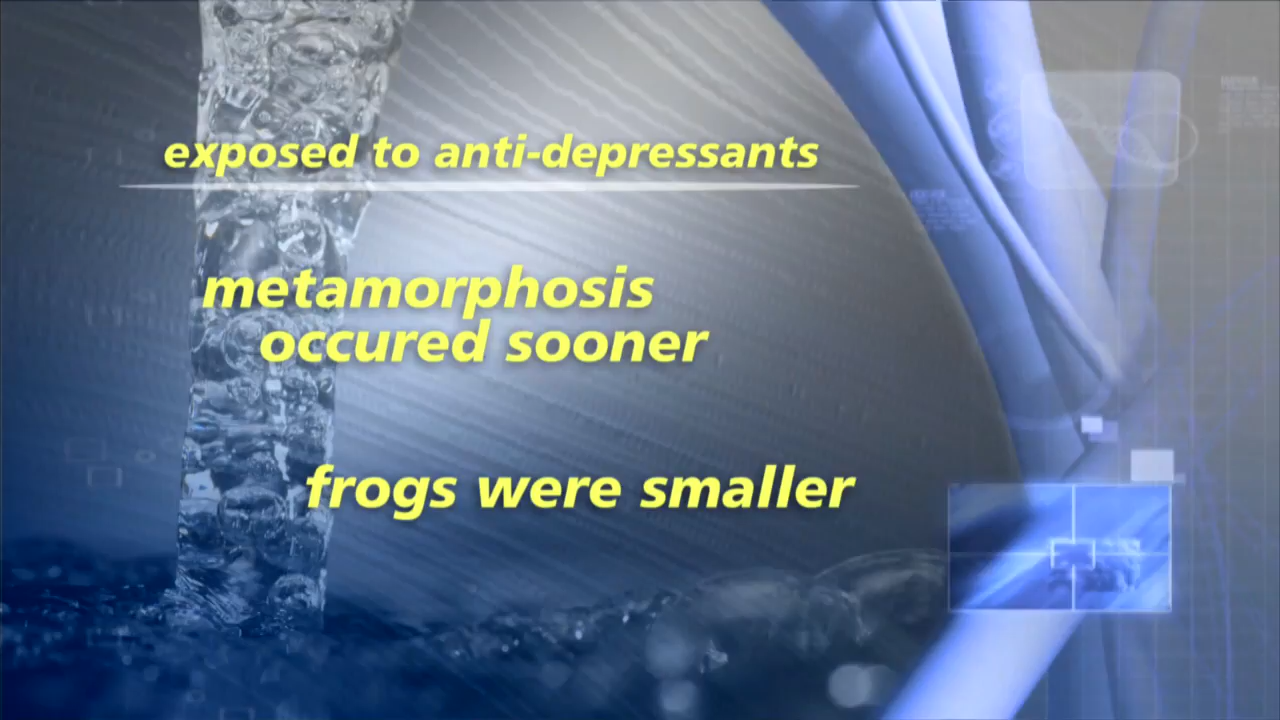 exposed to anti-depressants
metamorphosis
occured sooner
frogs were smaller